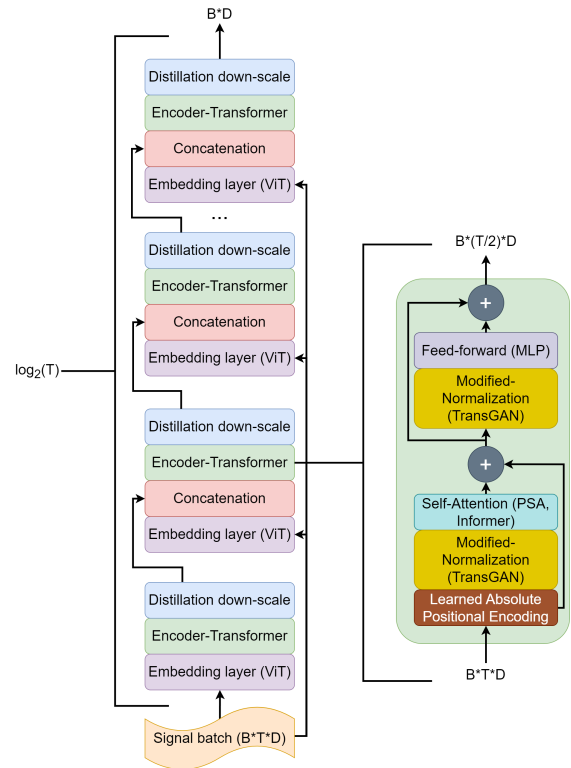 B*D
Distillation down-scale
Encoder-Transformer
Concatenation
Embedding layer (ViT)
...
Distillation down-scale
Encoder-Transformer
Concatenation
Embedding layer (ViT)
log₂(T)
Distillation down-scale
Encoder-Transformer
Concatenation
Embedding layer (ViT)
Distillation down-scale
Encoder-Transformer
Embedding layer (ViT)
Signal batch (B*T*D)
B*(T/2)*D
+
Feed-forward (MLP)
Modified-
Normalization
(TransGAN)
+
Self-Attention (PSA,
Informer)
Modified-
Normalization
(TransGAN)
Learned Absolute
Positional Encoding
B*T*D